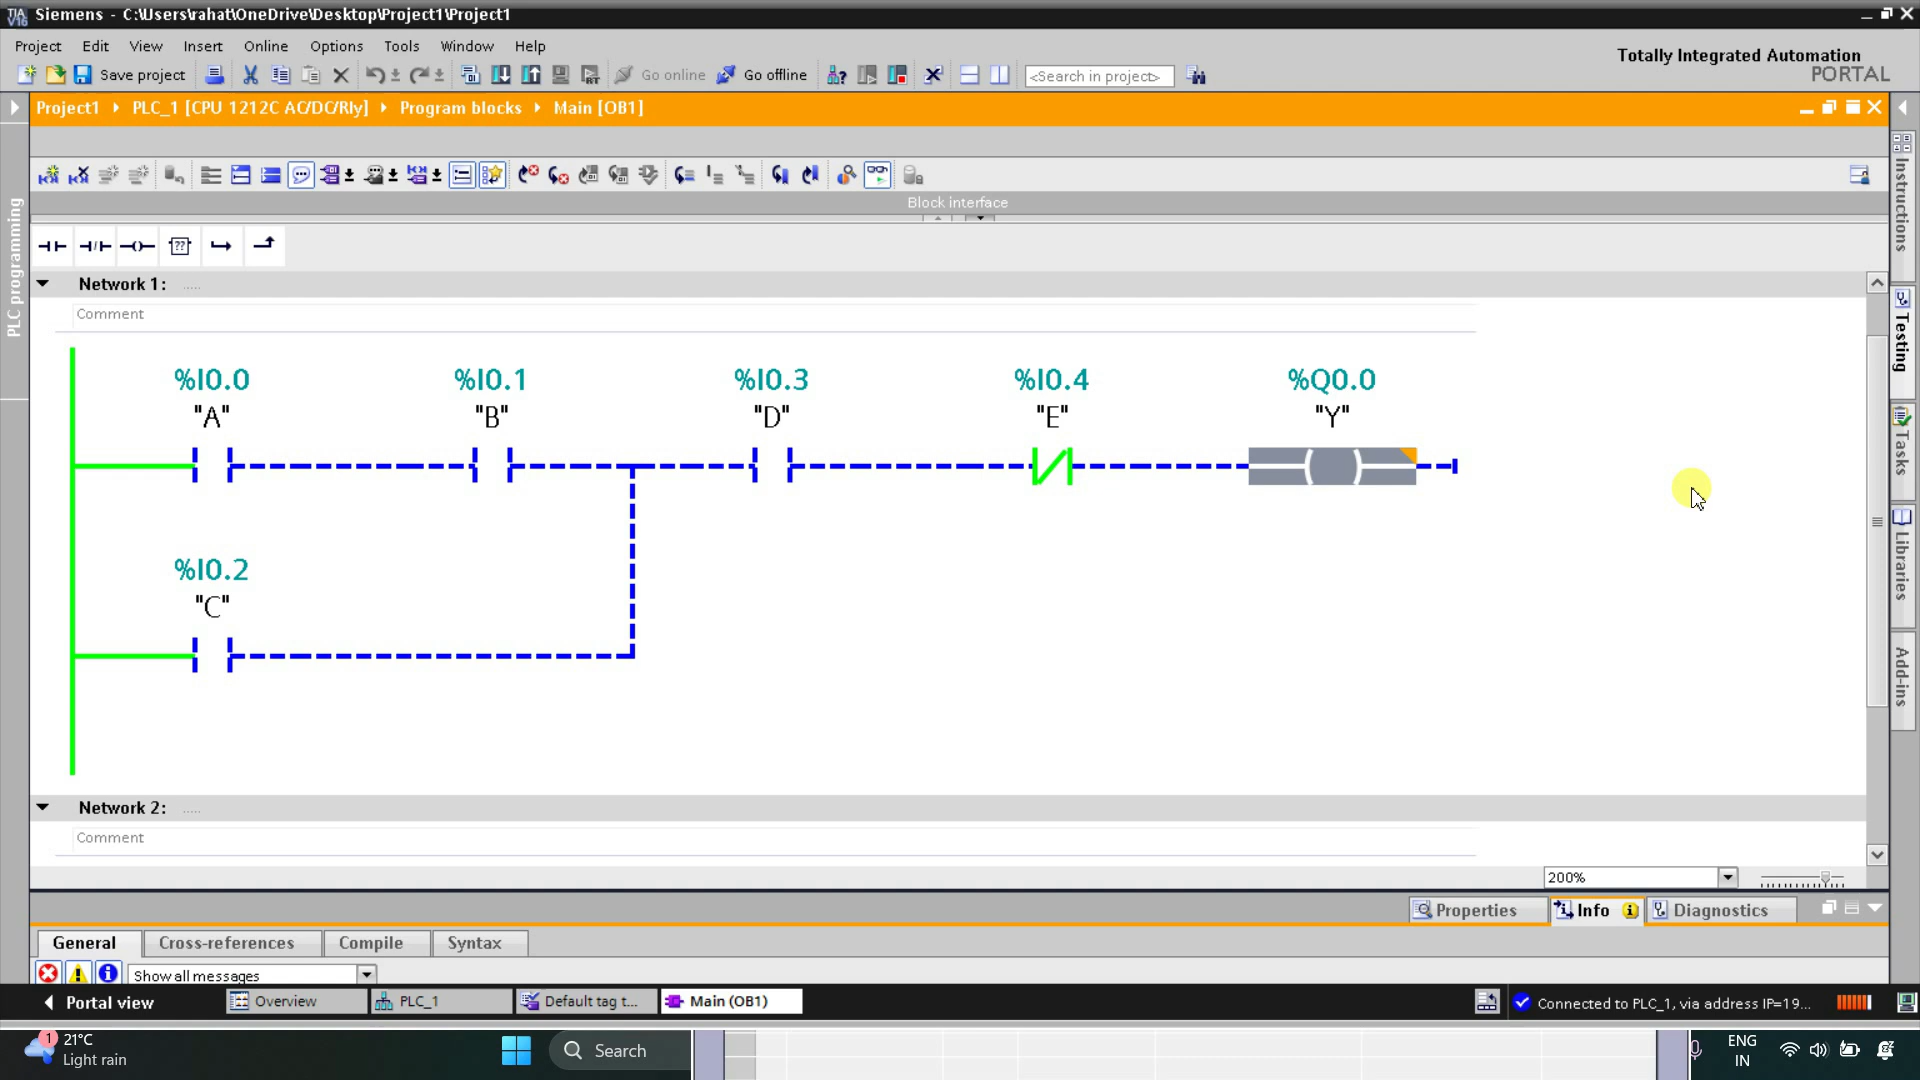 TIA V16 Siemens - C:\Users\rahat\OneDrive\Desktop\Project1\Project1
Project Edit View Insert Online Options Tools Window Help
Totally Integrated Automation
PORTAL
Save project Go online Go offline <Search in project>
Project1 PLC_1 [CPU 1212C AC/DC/Rly] Program blocks Main [OB1]
Block interface
??
Network 1: .....
Comment
%I0.0 %I0.1 %I0.3 %I0.4 %Q0.0
"A" "B" "D" "E" "Y"
%I0.2
"C"
Network 2: .....
Comment
200%
Properties Info Diagnostics
General Cross-references Compile Syntax
Show all messages
Portal view Overview PLC_1 Default tag t... Main (OB1) Connected to PLC_1, via address IP=19...
1 21°C
Light rain
Search
ENG
IN
PLC programming
Instructions
Testing
Tasks
Libraries
Add-ins